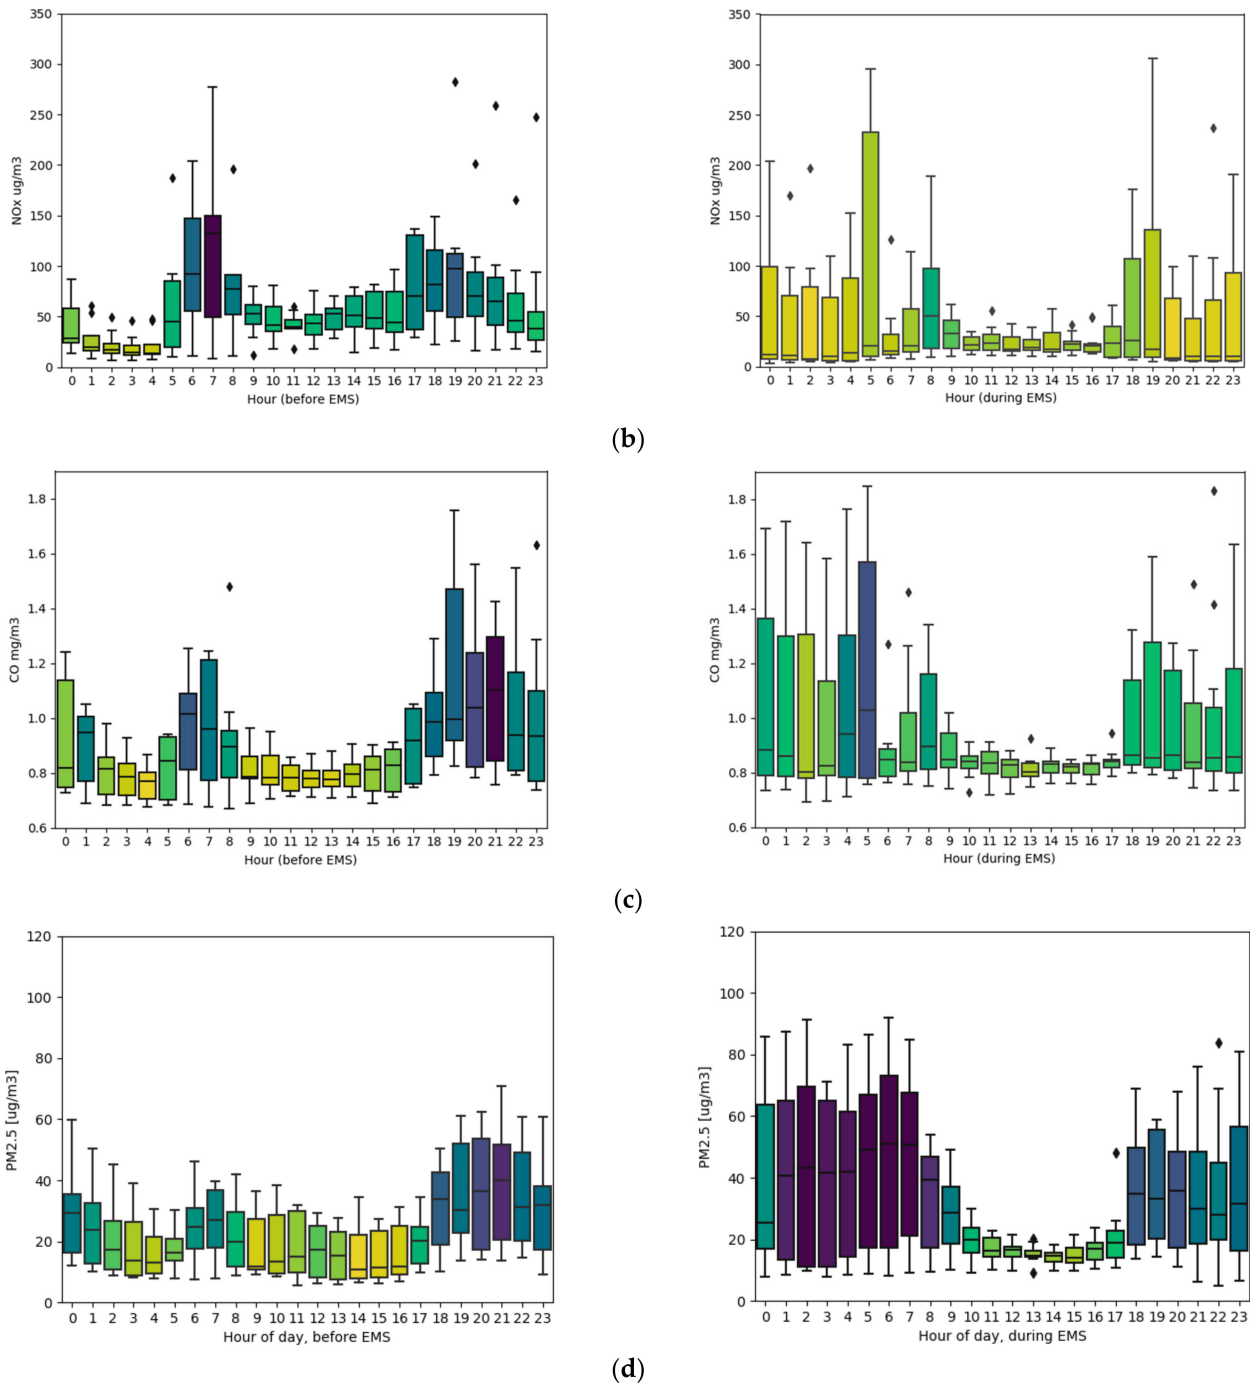 350
300
250
200
150
100
50
0
NOx ug/m3
0 1 2 3 4 5 6 7 8 9 10 11 12 13 14 15 16 17 18 19 20 21 22 23
Hour (before EMS)
350
300
250
200
150
100
50
0
NOx ug/m3
0 1 2 3 4 5 6 7 8 9 10 11 12 13 14 15 16 17 18 19 20 21 22 23
Hour (during EMS)
(b)
1.8
1.6
1.4
1.2
1.0
0.8
0.6
CO mg/m3
0 1 2 3 4 5 6 7 8 9 10 11 12 13 14 15 16 17 18 19 20 21 22 23
Hour (before EMS)
1.8
1.6
1.4
1.2
1.0
0.8
0.6
CO mg/m3
0 1 2 3 4 5 6 7 8 9 10 11 12 13 14 15 16 17 18 19 20 21 22 23
Hour (during EMS)
(c)
120
100
80
60
40
20
0
PM2.5 [ug/m3]
0 1 2 3 4 5 6 7 8 9 10 11 12 13 14 15 16 17 18 19 20 21 22 23
Hour of day, before EMS
120
100
80
60
40
20
0
PM2.5 [ug/m3]
0 1 2 3 4 5 6 7 8 9 10 11 12 13 14 15 16 17 18 19 20 21 22 23
Hour of day, during EMS
(d)